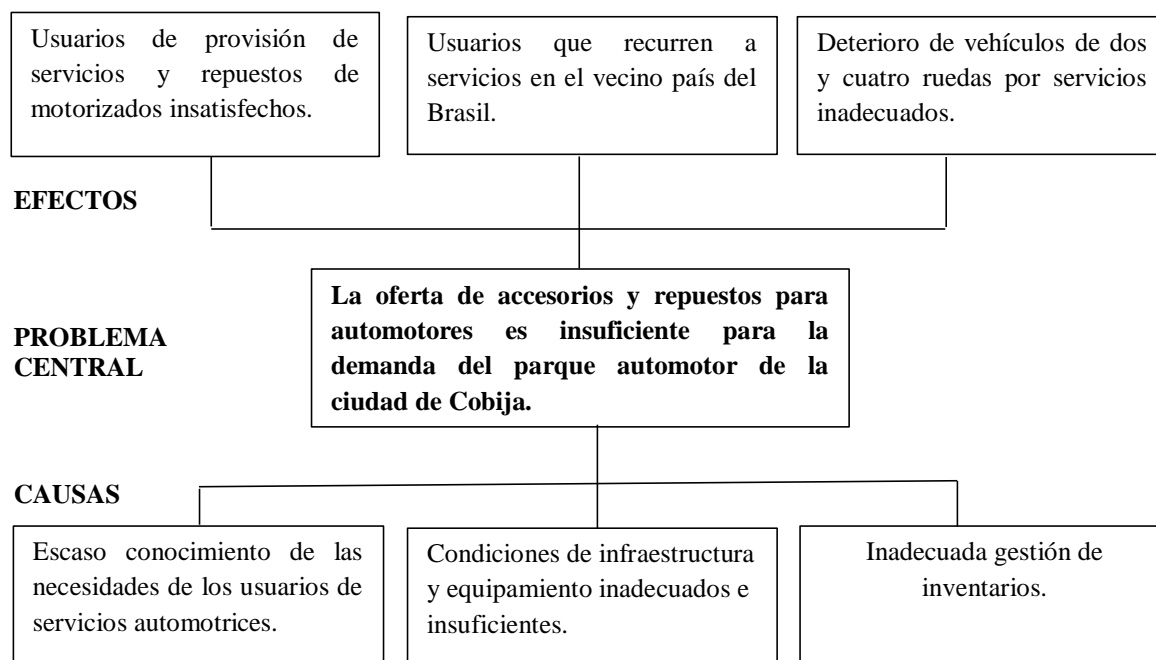 Usuarios de provisión de
servicios y repuestos de
motorizados insatisfechos.
Usuarios que recurren a
servicios en el vecino país del
Brasil.
Deterioro de vehículos de dos
y cuatro ruedas por servicios
inadecuados.
EFECTOS
PROBLEMA
CENTRAL
La oferta de accesorios y repuestos para
automotores es insuficiente para la
demanda del parque automotor de la
ciudad de Cobija.
CAUSAS
Escaso conocimiento de las
necesidades de los usuarios de
servicios automotrices.
Condiciones de infraestructura
y equipamiento inadecuados e
insuficientes.
Inadecuada gestión de
inventarios.